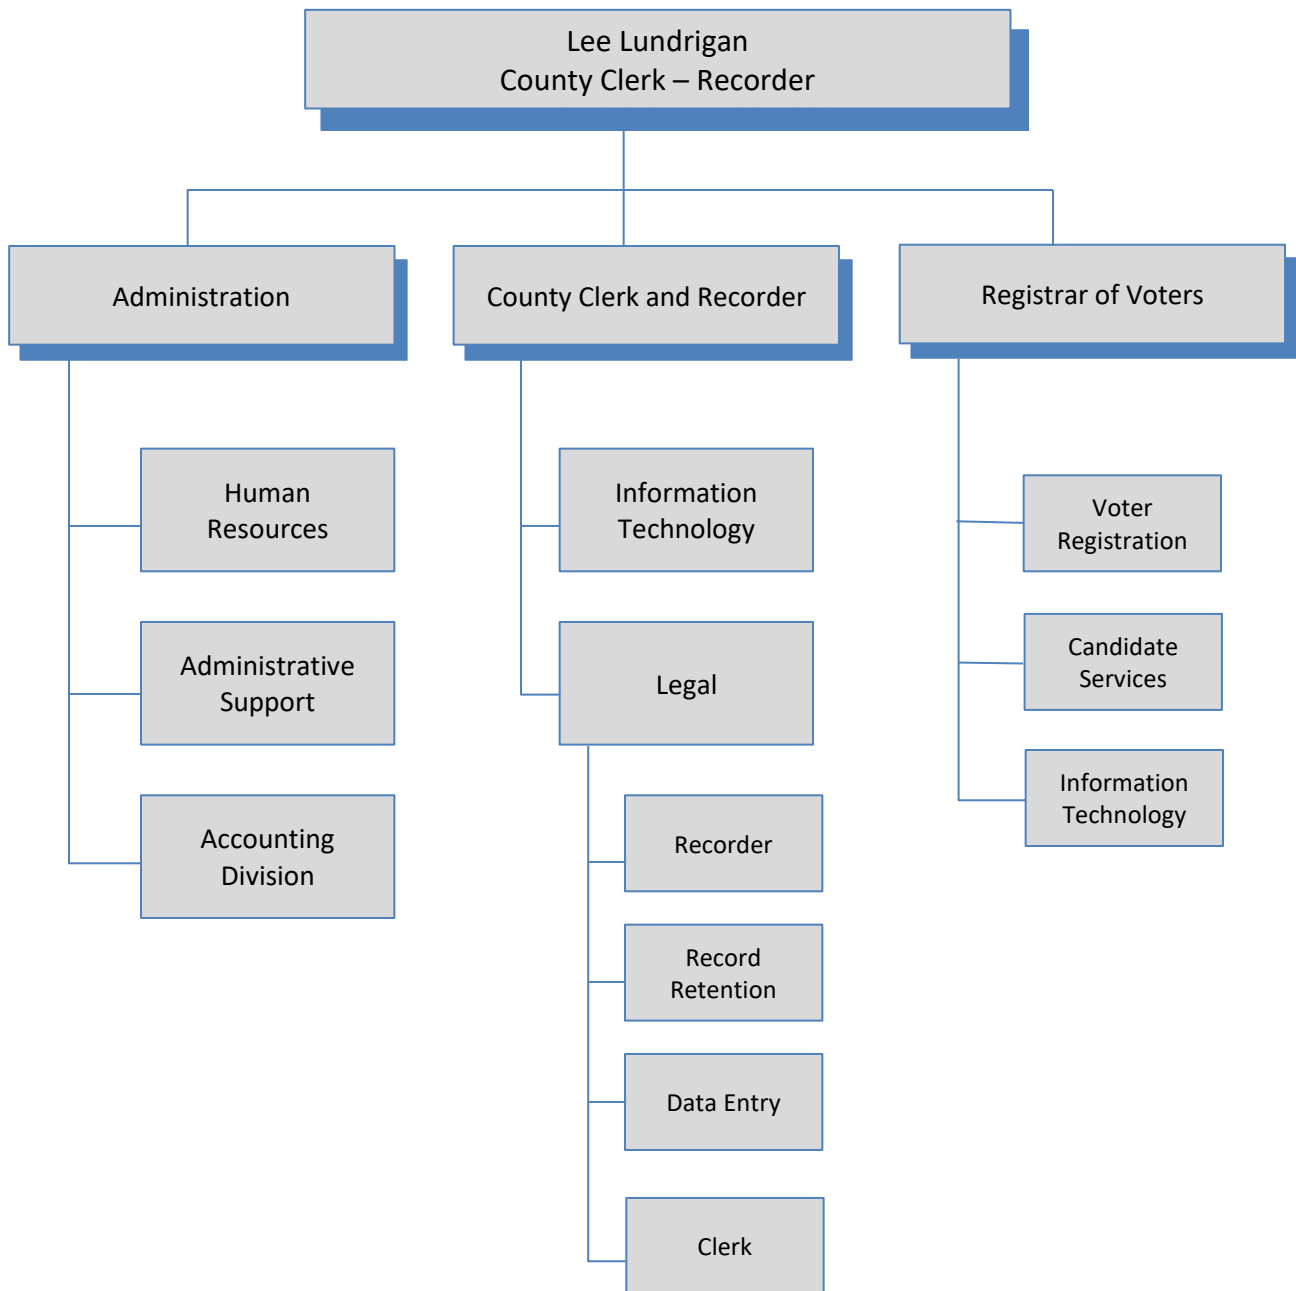 Lee Lundrigan
County Clerk – Recorder
Administration
County Clerk and Recorder
Registrar of Voters
Human
Resources
Administrative
Support
Accounting
Division
Information
Technology
Legal
Recorder
Record
Retention
Data Entry
Clerk
Voter
Registration
Candidate
Services
Information
Technology